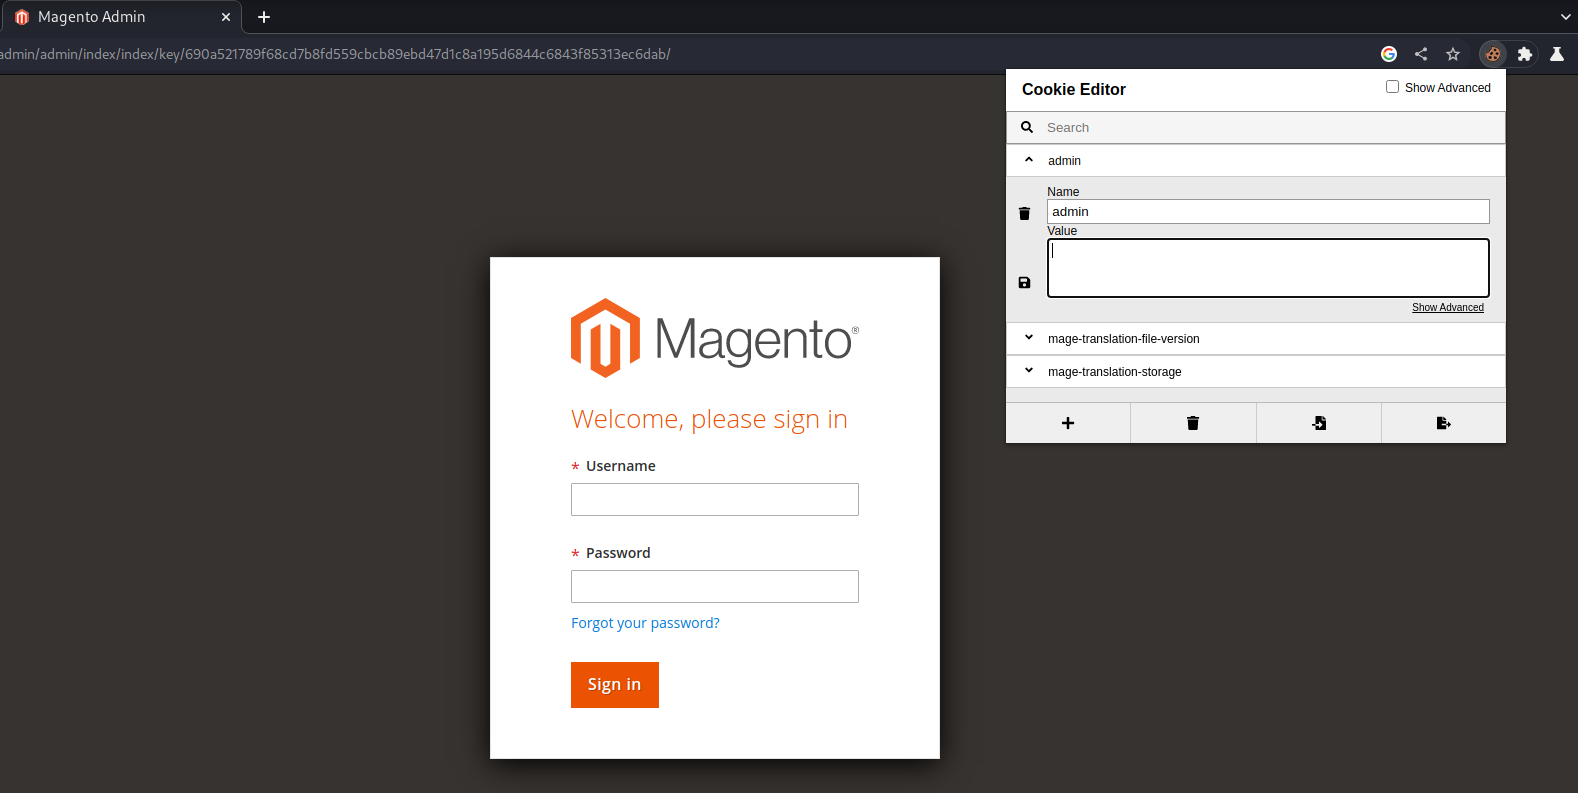 Magento Admin
admin/admin/index/index/key/690a521789f68cd7b8fd559cbcb89ebd47d1c8a195d6844c6843f85313ec6dab/
Cookie Editor
Show Advanced
Search
admin
Name
admin
Value
Show Advanced
mage-translation-file-version
mage-translation-storage
Magento®
Welcome, please sign in
* Username
* Password
Forgot your password?
Sign in